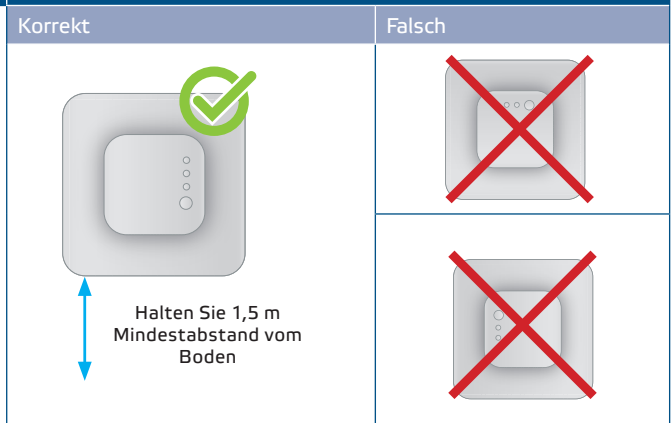 Korrekt
Falsch
Halten Sie 1,5 m
Mindestabstand vom
Boden